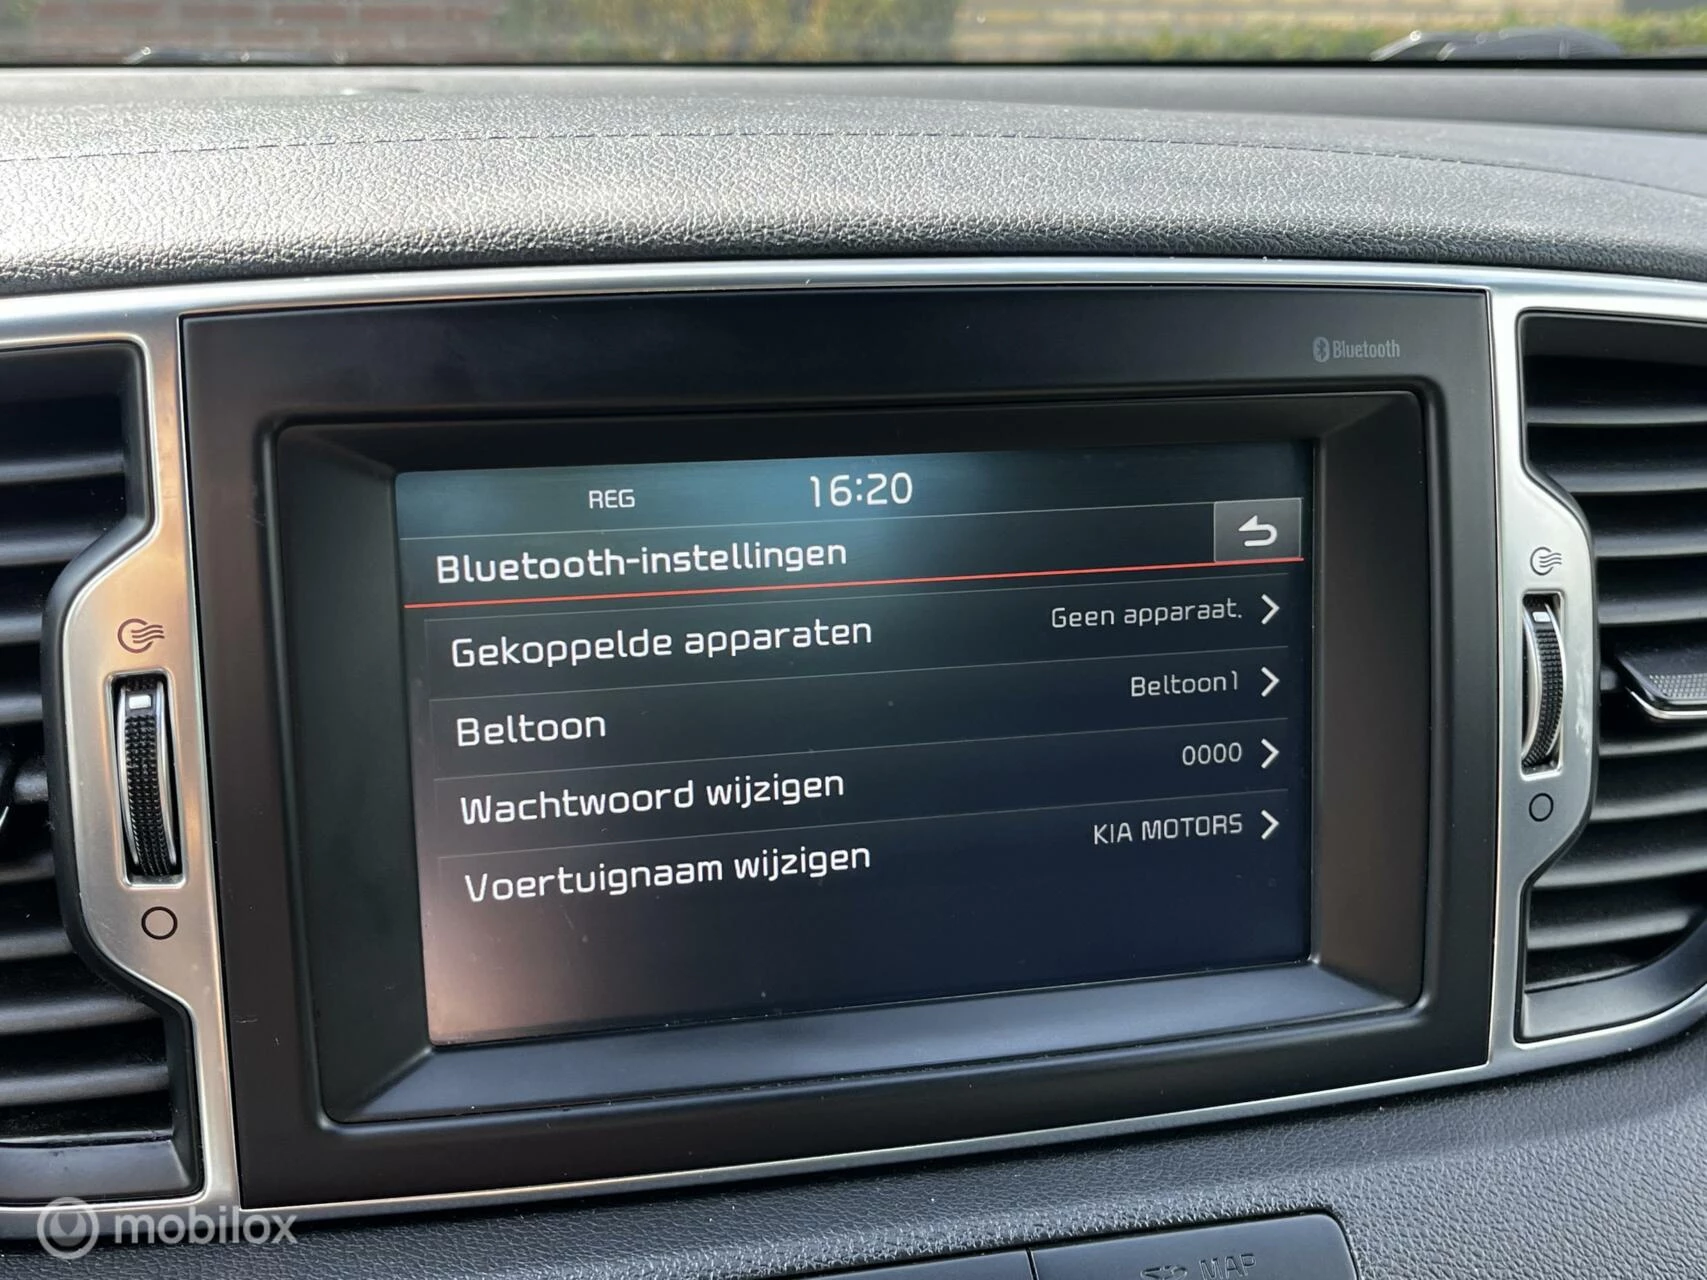 Bluetooth
REG
16:20
Bluetooth-instellingen
Gekoppelde apparaten Geen apparaat.
Beltoon Beltoon1
Wachtwoord wijzigen 0000
Voertuignaam wijzigen KIA MOTORS
MAP
mobilox